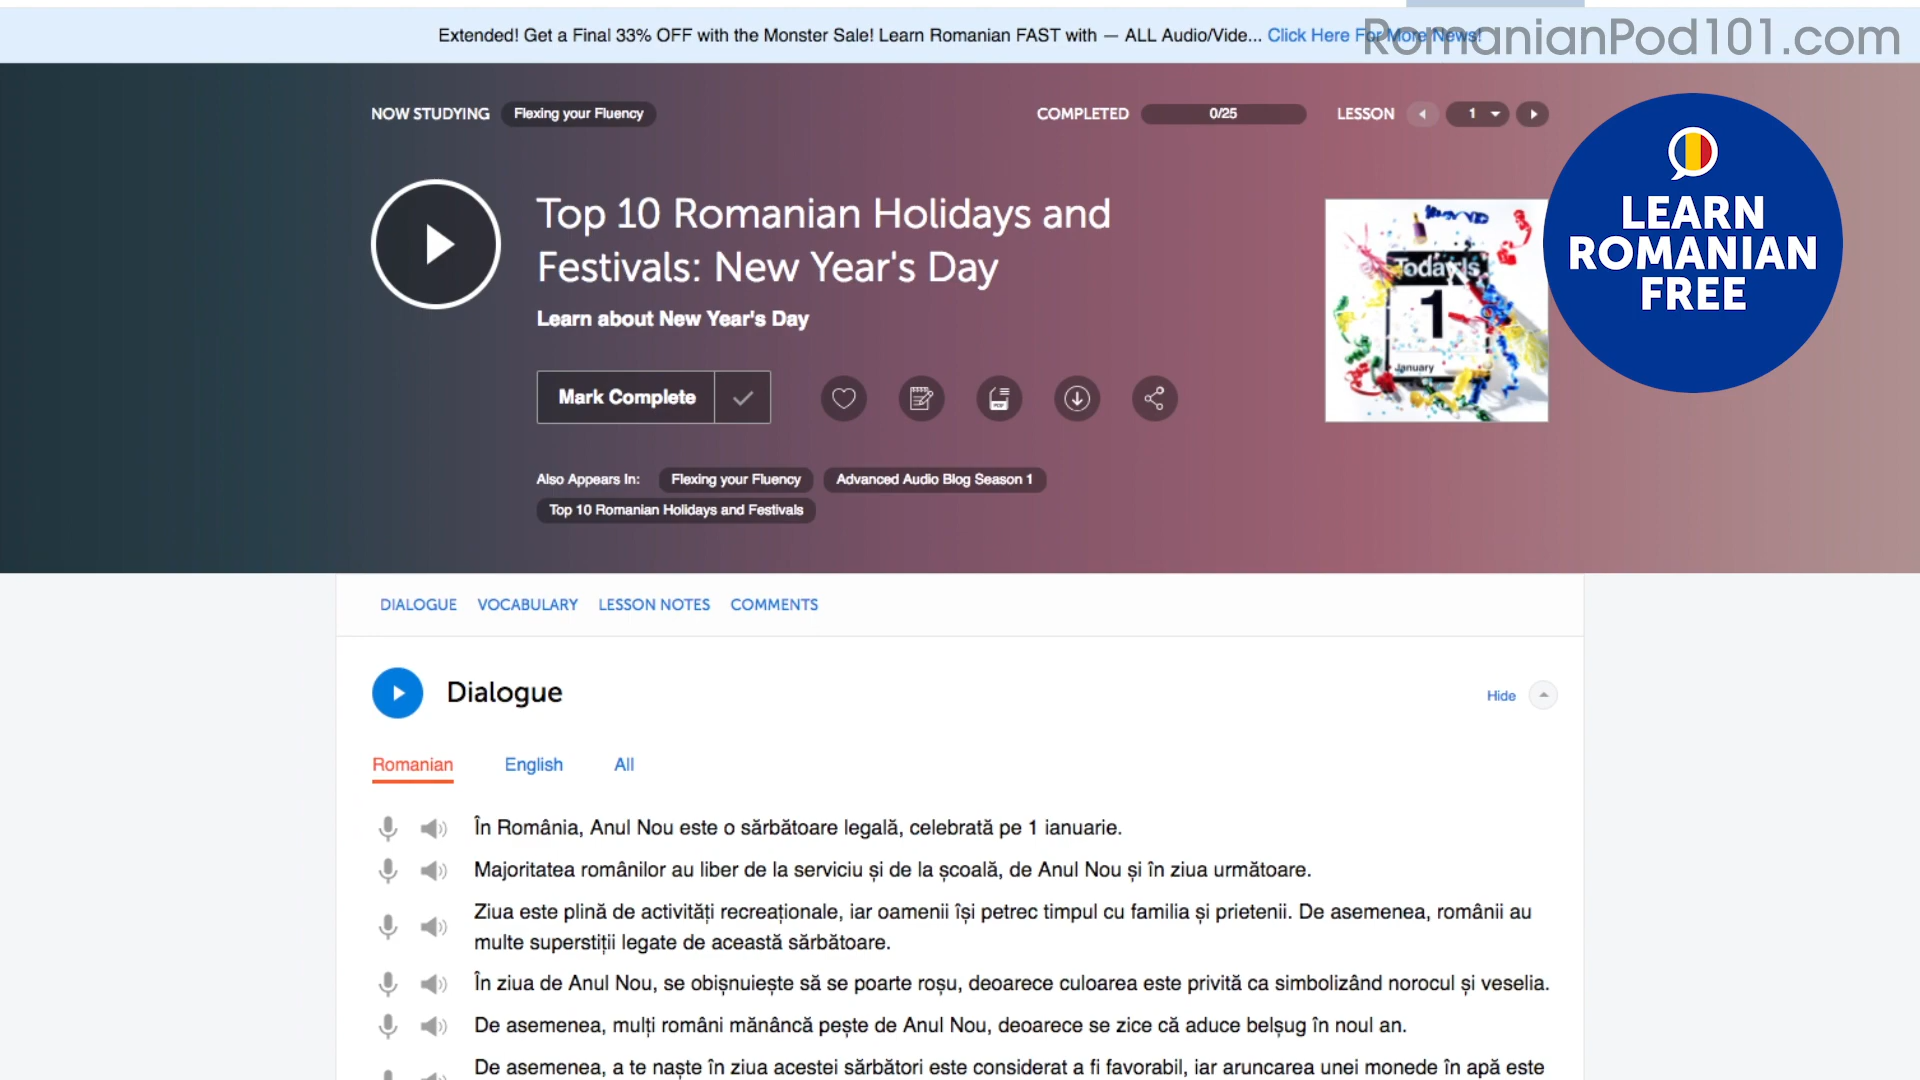 Extended! Get a Final 33% OFF with the Monster Sale! Learn Romanian FAST with — ALL Audio/Vide... Click Here For More News!
RomanianPod101.com
NOW STUDYING Flexing your Fluency COMPLETED 0/25 LESSON 1
LEARN
ROMANIAN
FREE
Top 10 Romanian Holidays and
Festivals: New Year's Day
Learn about New Year's Day
Today Is
1
January
Mark Complete
PDF
Also Appears In: Flexing your Fluency Advanced Audio Blog Season 1
Top 10 Romanian Holidays and Festivals
DIALOGUE VOCABULARY LESSON NOTES COMMENTS
Dialogue Hide
Romanian English All
În România, Anul Nou este o sărbătoare legală, celebrată pe 1 ianuarie.
Majoritatea românilor au liber de la serviciu și de la școală, de Anul Nou și în ziua următoare.
Ziua este plină de activități recreaționale, iar oamenii își petrec timpul cu familia și prietenii. De asemenea, românii au
multe superstiții legate de această sărbătoare.
În ziua de Anul Nou, se obișnuiește să se poarte roșu, deoarece culoarea este privită ca simbolizând norocul și veselia.
De asemenea, mulți români mănâncă pește de Anul Nou, deoarece se zice că aduce belșug în noul an.
De asemenea, a te naște în ziua acestei sărbători este considerat a fi favorabil, iar aruncarea unei monede în apă este